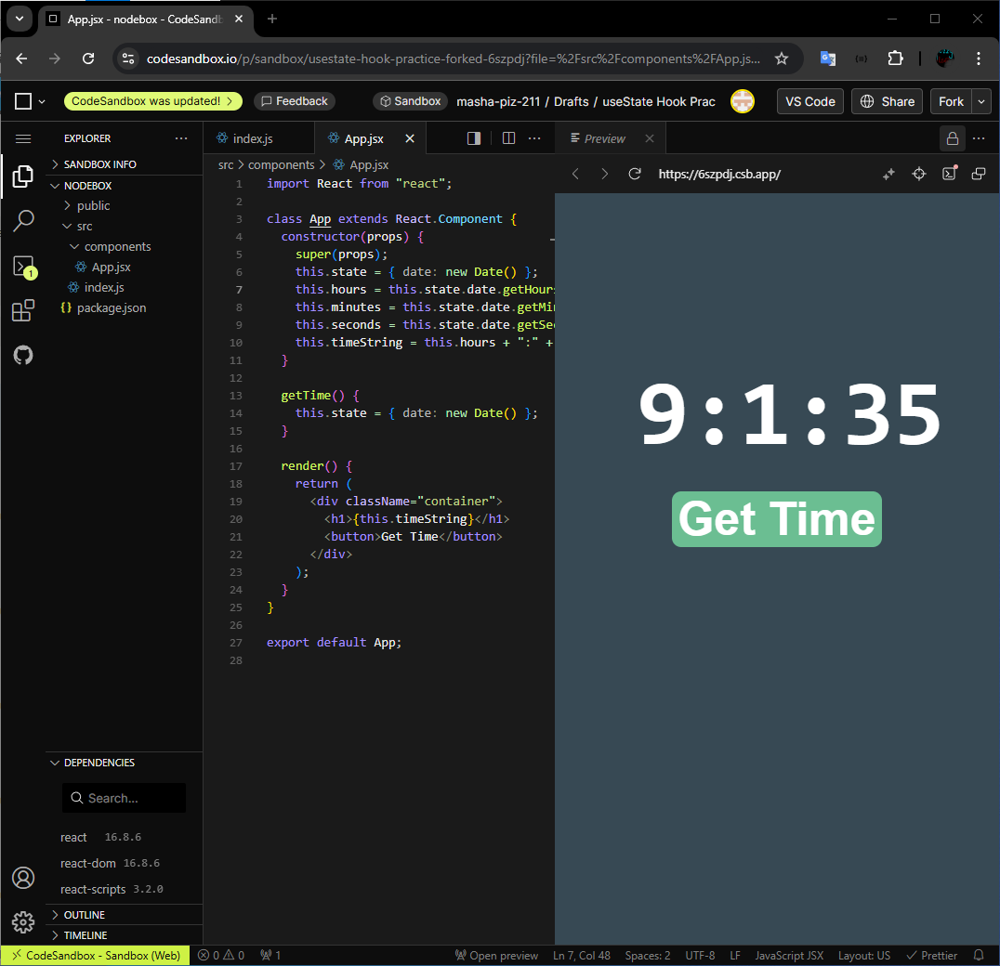 App.jsx - nodebox - CodeSandb
codesandbox.io/p/sandbox/usestate-hook-practice-forked-6szpdj?file=%2Fsrc%2Fcomponents%2FApp.js...
CodeSandbox was updated!
Feedback
Sandbox
masha-piz-211 / Drafts / useState Hook Prac
VS Code
Share
Fork
EXPLORER
SANDBOX INFO
NODEBOX
public
src
components
App.jsx
index.js
{} package.json
1
DEPENDENCIES
Search...
react 16.8.6
react-dom 16.8.6
react-scripts 3.2.0
OUTLINE
TIMELINE
index.js
App.jsx
src > components > App.jsx
1 import React from "react";
2
3 class App extends React.Component {
4 constructor(props) {
5 super(props);
6 this.state = { date: new Date() };
7 this.hours = this.state.date.getHours
8 this.minutes = this.state.date.getMin
9 this.seconds = this.state.date.getSec
10 this.timeString = this.hours + ":" +
11 }
12
13 getTime() {
14 this.state = { date: new Date() };
15 }
16
17 render() {
18 return (
19 <div className="container">
20 <h1>{this.timeString}</h1>
21 <button>Get Time</button>
22 </div>
23 );
24 }
25 }
26
27 export default App;
28
Preview
https://6szpdj.csb.app/
9:1:35
Get Time
CodeSandbox - Sandbox (Web)
0
0
1
Open preview
Ln 7, Col 48
Spaces: 2
UTF-8
LF
JavaScript JSX
Layout: US
Prettier